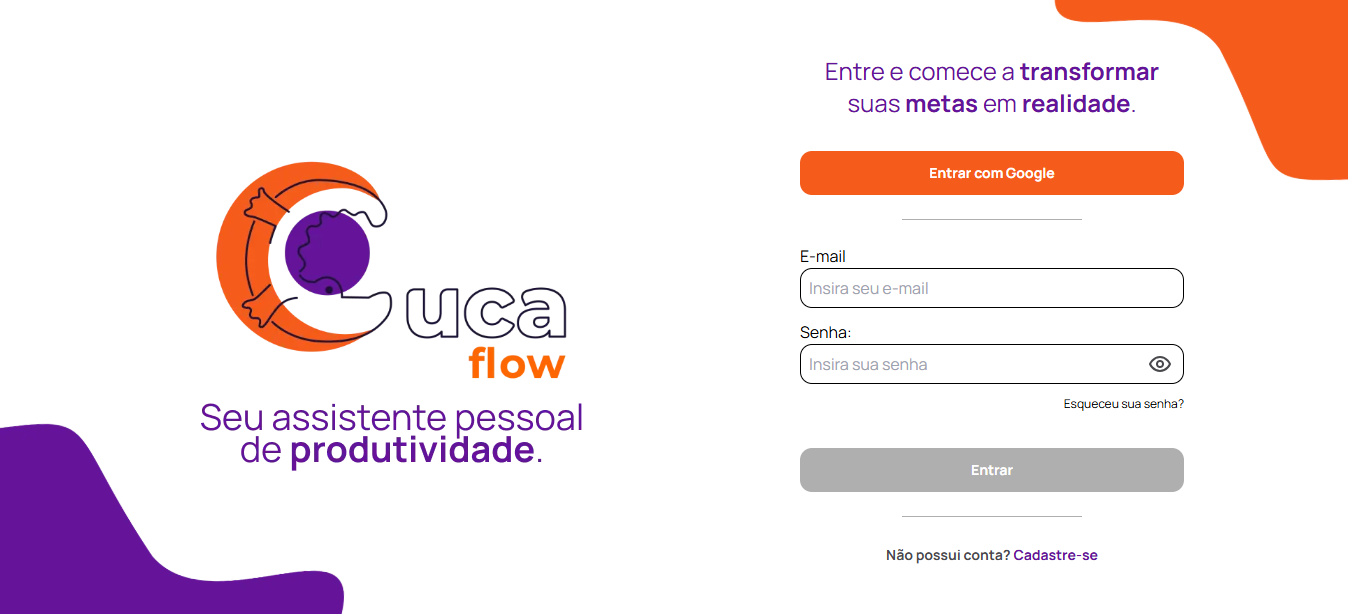 Cuca
flow
Seu assistente pessoal
de produtividade.
Entre e comece a transformar
suas metas em realidade.
Entrar com Google
E-mail
Insira seu e-mail
Senha:
Insira sua senha
Esqueceu sua senha?
Entrar
Não possui conta? Cadastre-se